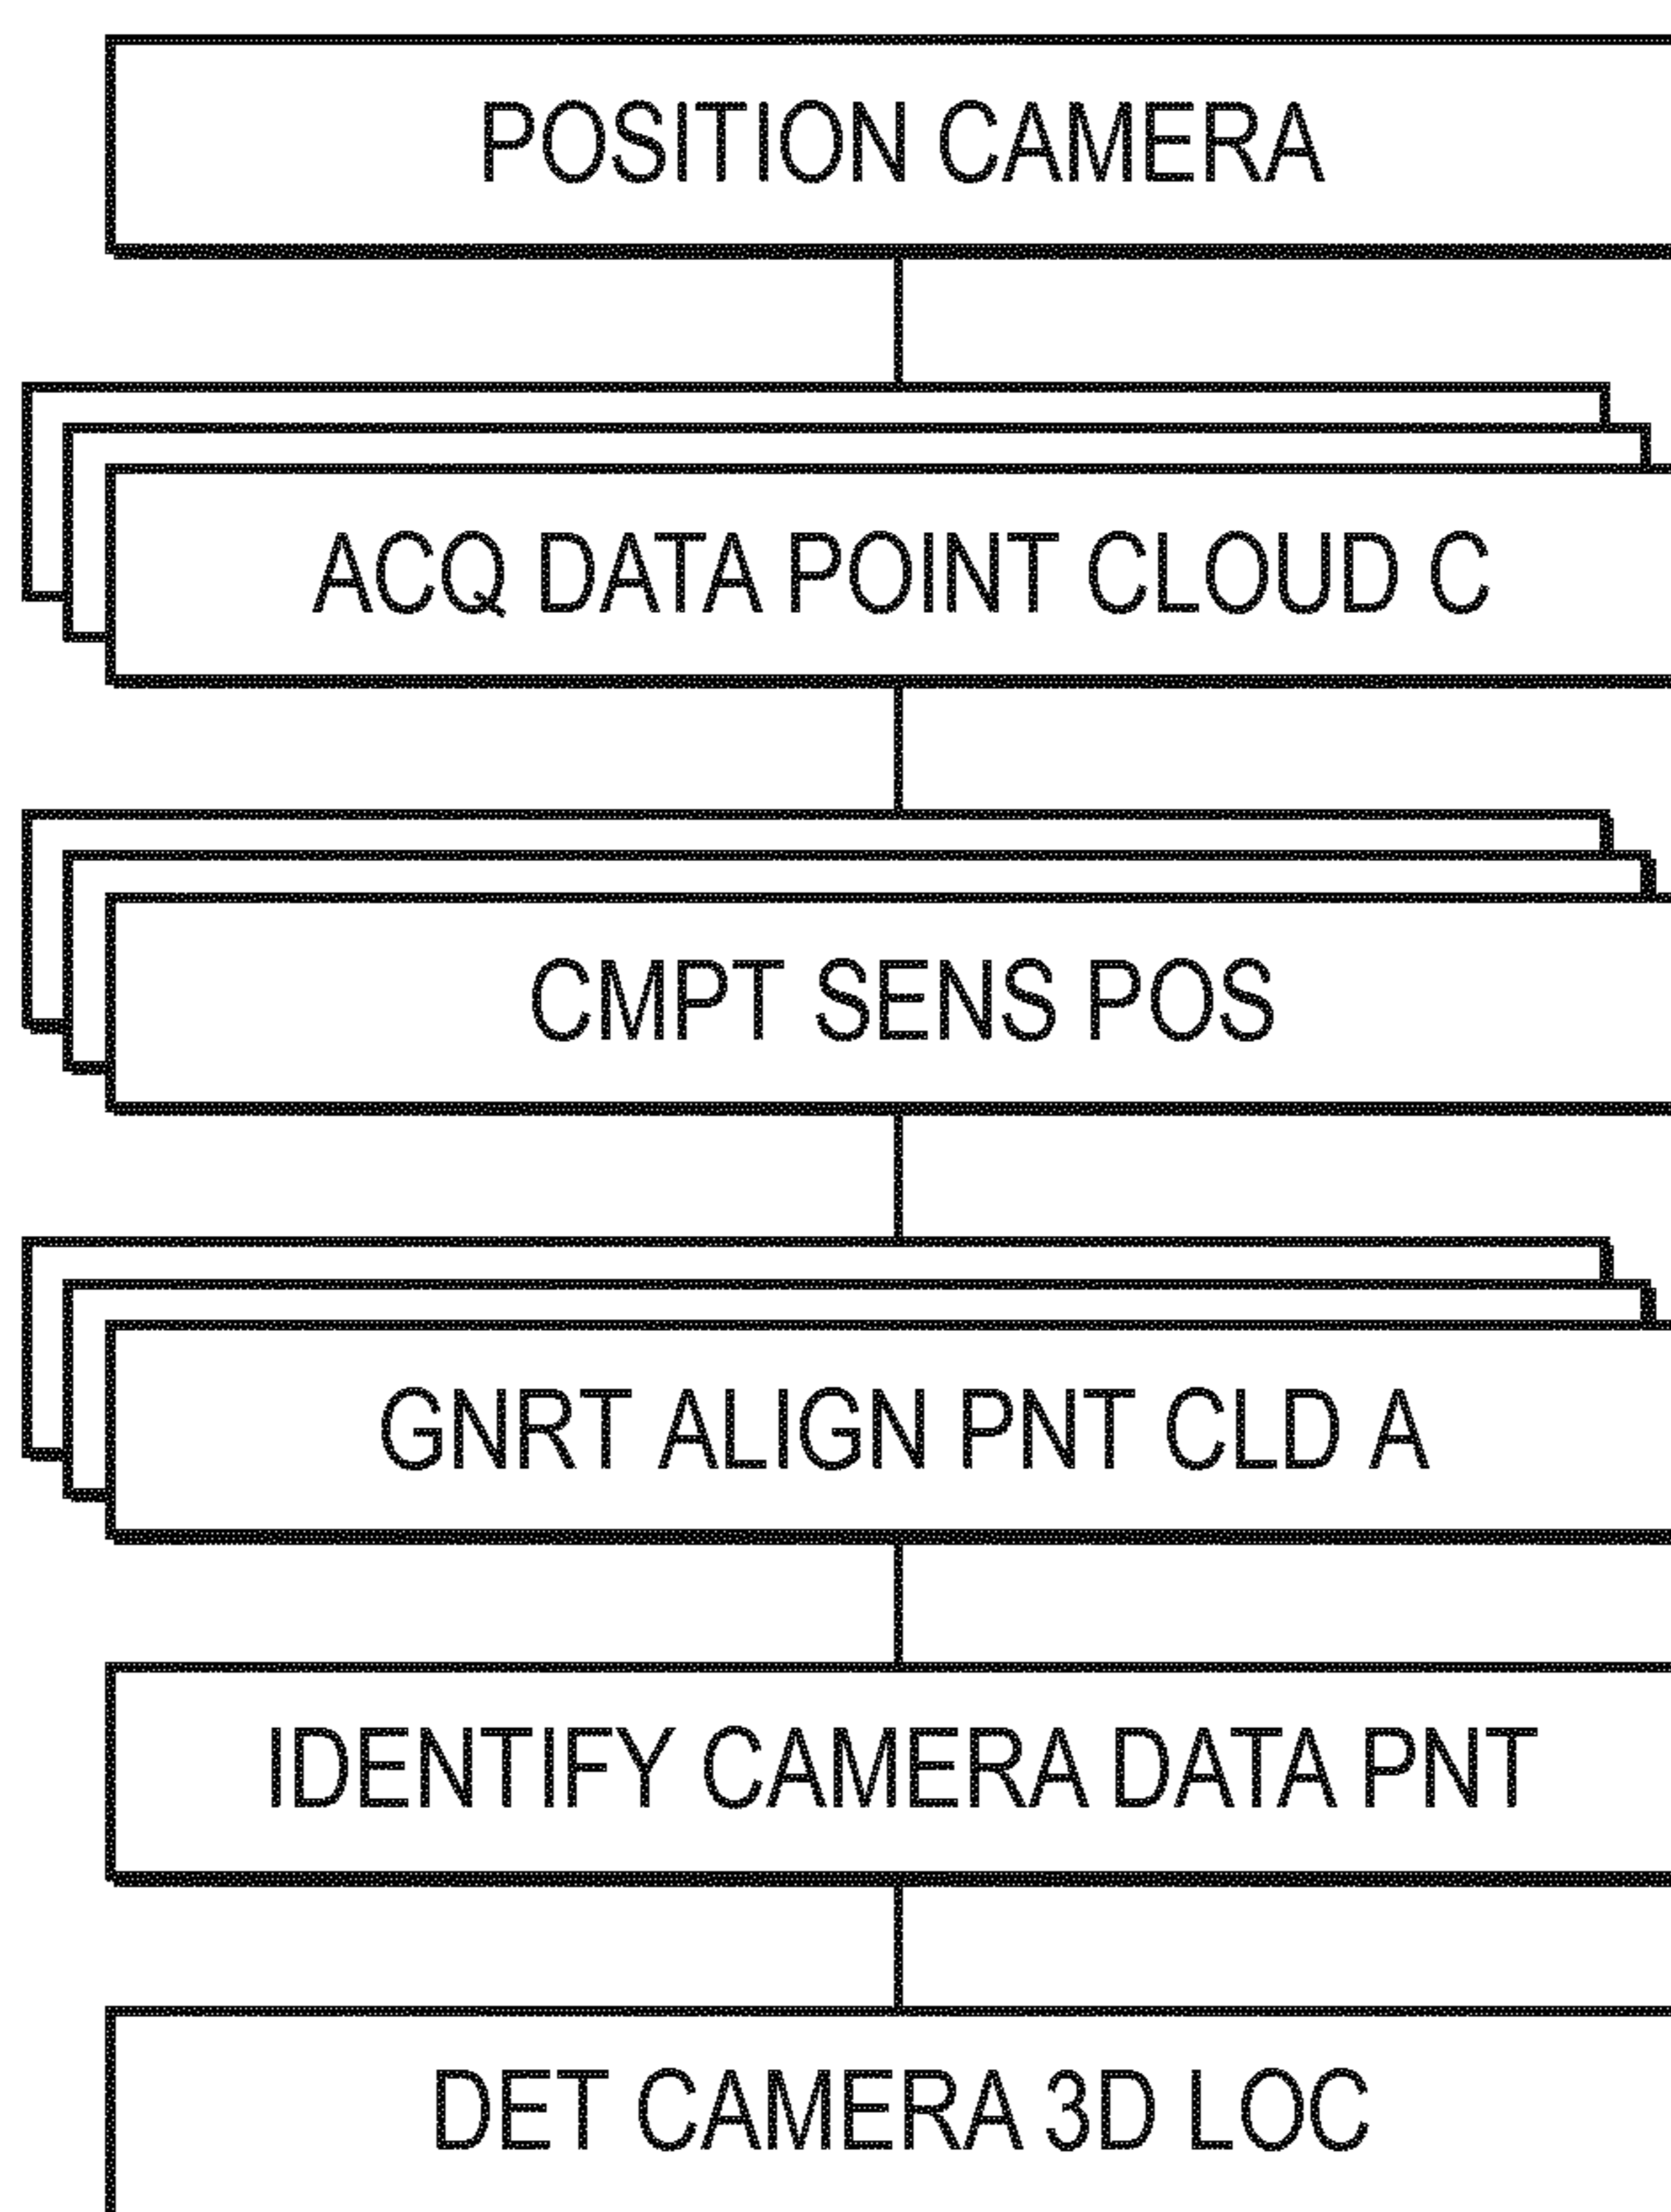 POSITION CAMERA
ACQ DATA POINT CLOUD C
CMPT SENS POS
GNRT ALIGN PNT CLD A
IDENTIFY CAMERA DATA PNT
DET CAMERA 3D LOC